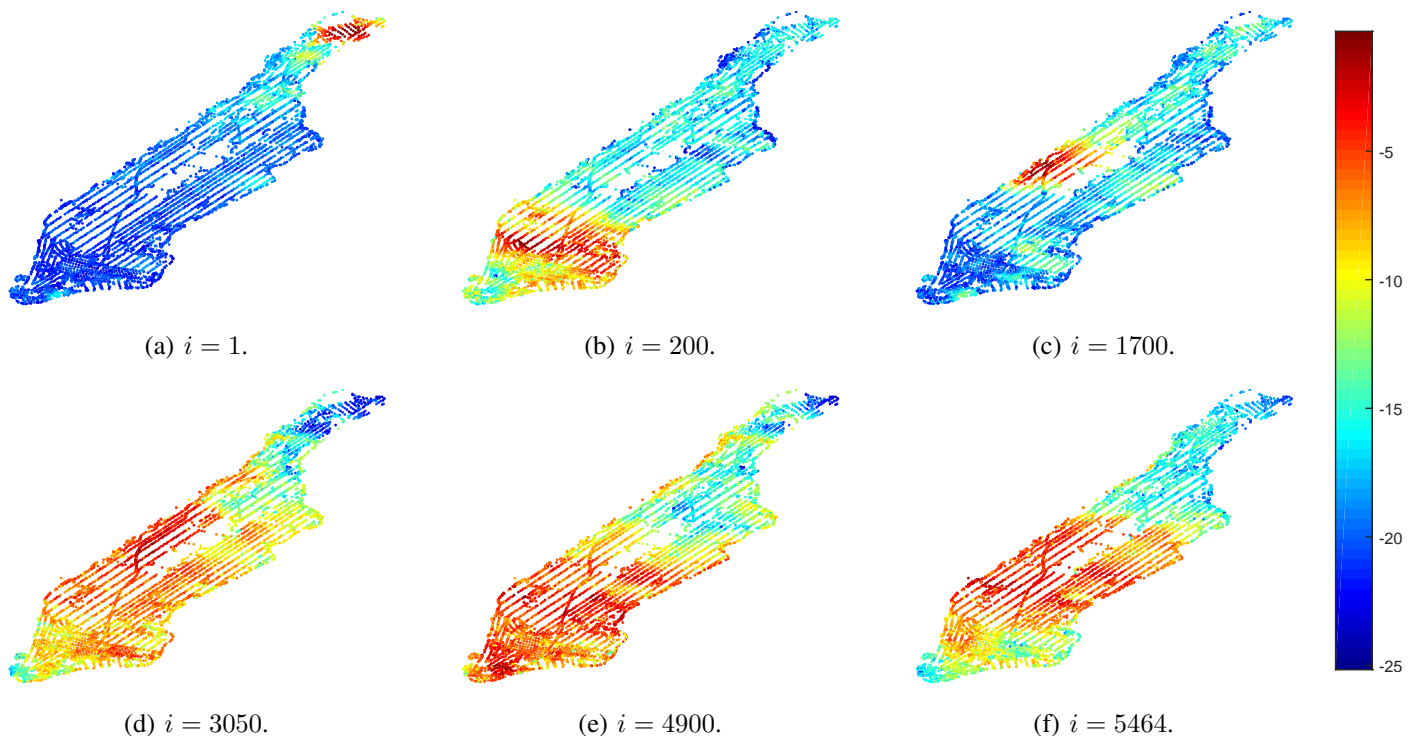 (a) i = 1.
(b) i = 200.
(c) i = 1700.
-5
-10
-15
-20
-25
(d) i = 3050.
(e) i = 4900.
(f) i = 5464.